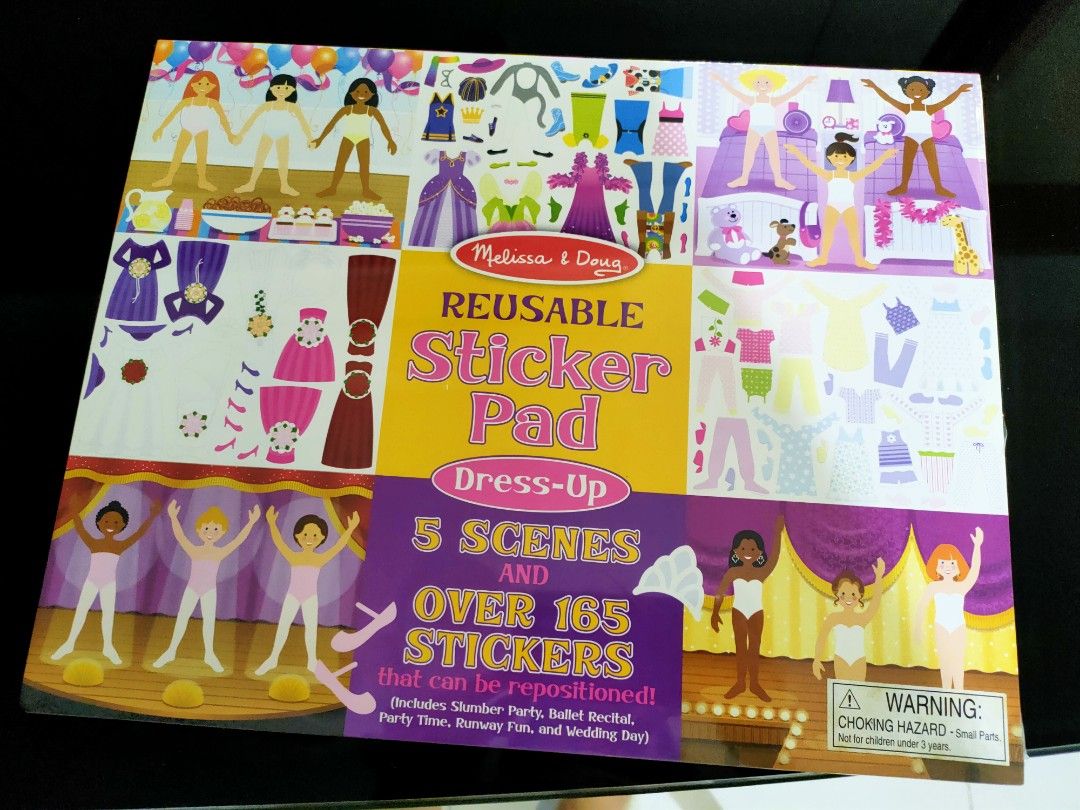 Melissa & Doug®
REUSABLE
Sticker
Pad
Dress-Up
5 SCENES
AND
OVER 165
STICKERS
that can be repositioned!
(Includes Slumber Party, Ballet Recital,
Party Time, Runway Fun, and Wedding Day)
WARNING:
CHOKING HAZARD - Small Parts.
Not for children under 3 years.